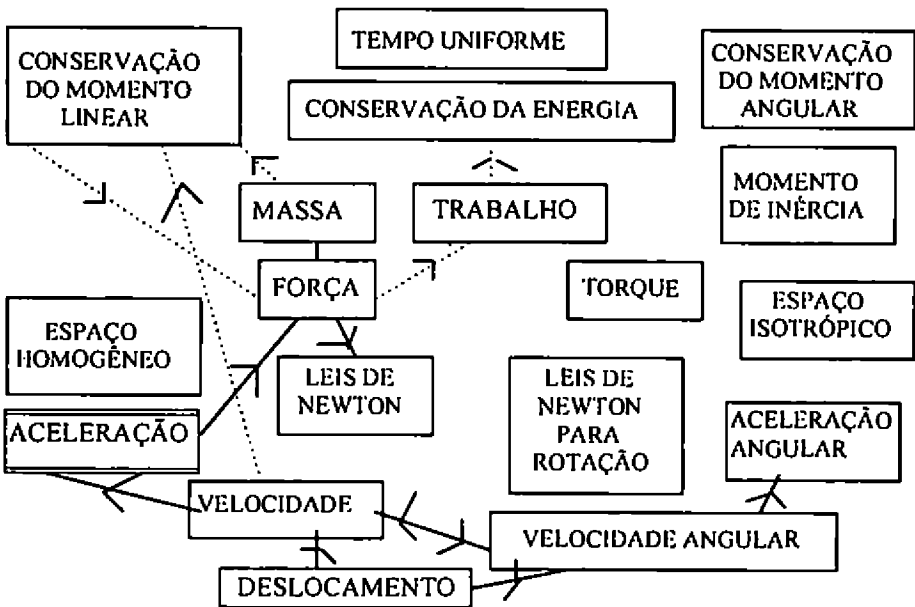 CONSERVAÇÃO
DO MOMENTO
LINEAR
TEMPO UNIFORME
CONSERVAÇÃO DA ENERGIA
CONSERVAÇÃO
DO MOMENTO
ANGULAR
MASSA
TRABALHO
MOMENTO
DE INÉRCIA
FORÇA
TORQUE
ESPAÇO
ISOTRÓPICO
ESPAÇO
HOMOGÊNEO
LEIS DE
NEWTON
LEIS DE
NEWTON
PARA
ROTAÇÃO
ACELERAÇÃO
ACELERAÇÃO
ANGULAR
VELOCIDADE
VELOCIDADE ANGULAR
DESLOCAMENTO